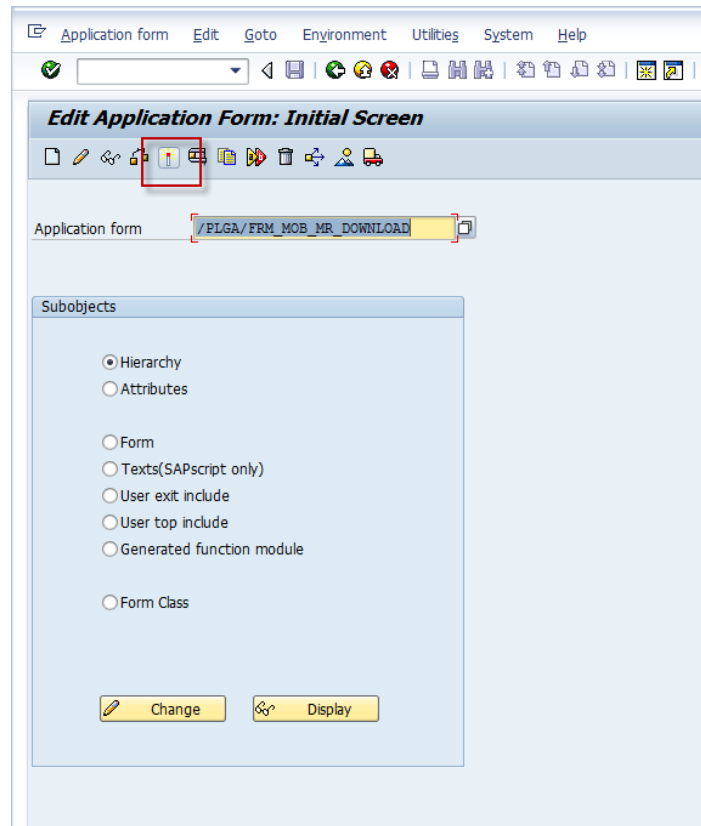 Application form Edit Goto Environment Utilities System Help
Edit Application Form: Initial Screen
Application form /PLGA/FRM_MOB_MR_DOWNLOAD
Subobjects
Hierarchy
Attributes
Form
Texts(SAPscript only)
User exit include
User top include
Generated function module
Form Class
Change Display